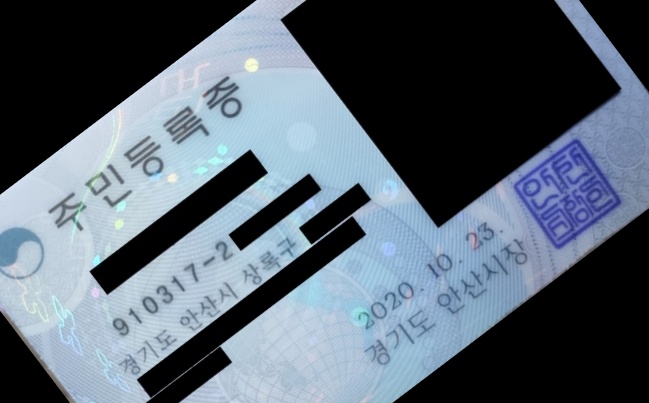 주민등록증
910317-2
경기도 안산시 상록구
2020. 10. 23.
경기도 안산시장